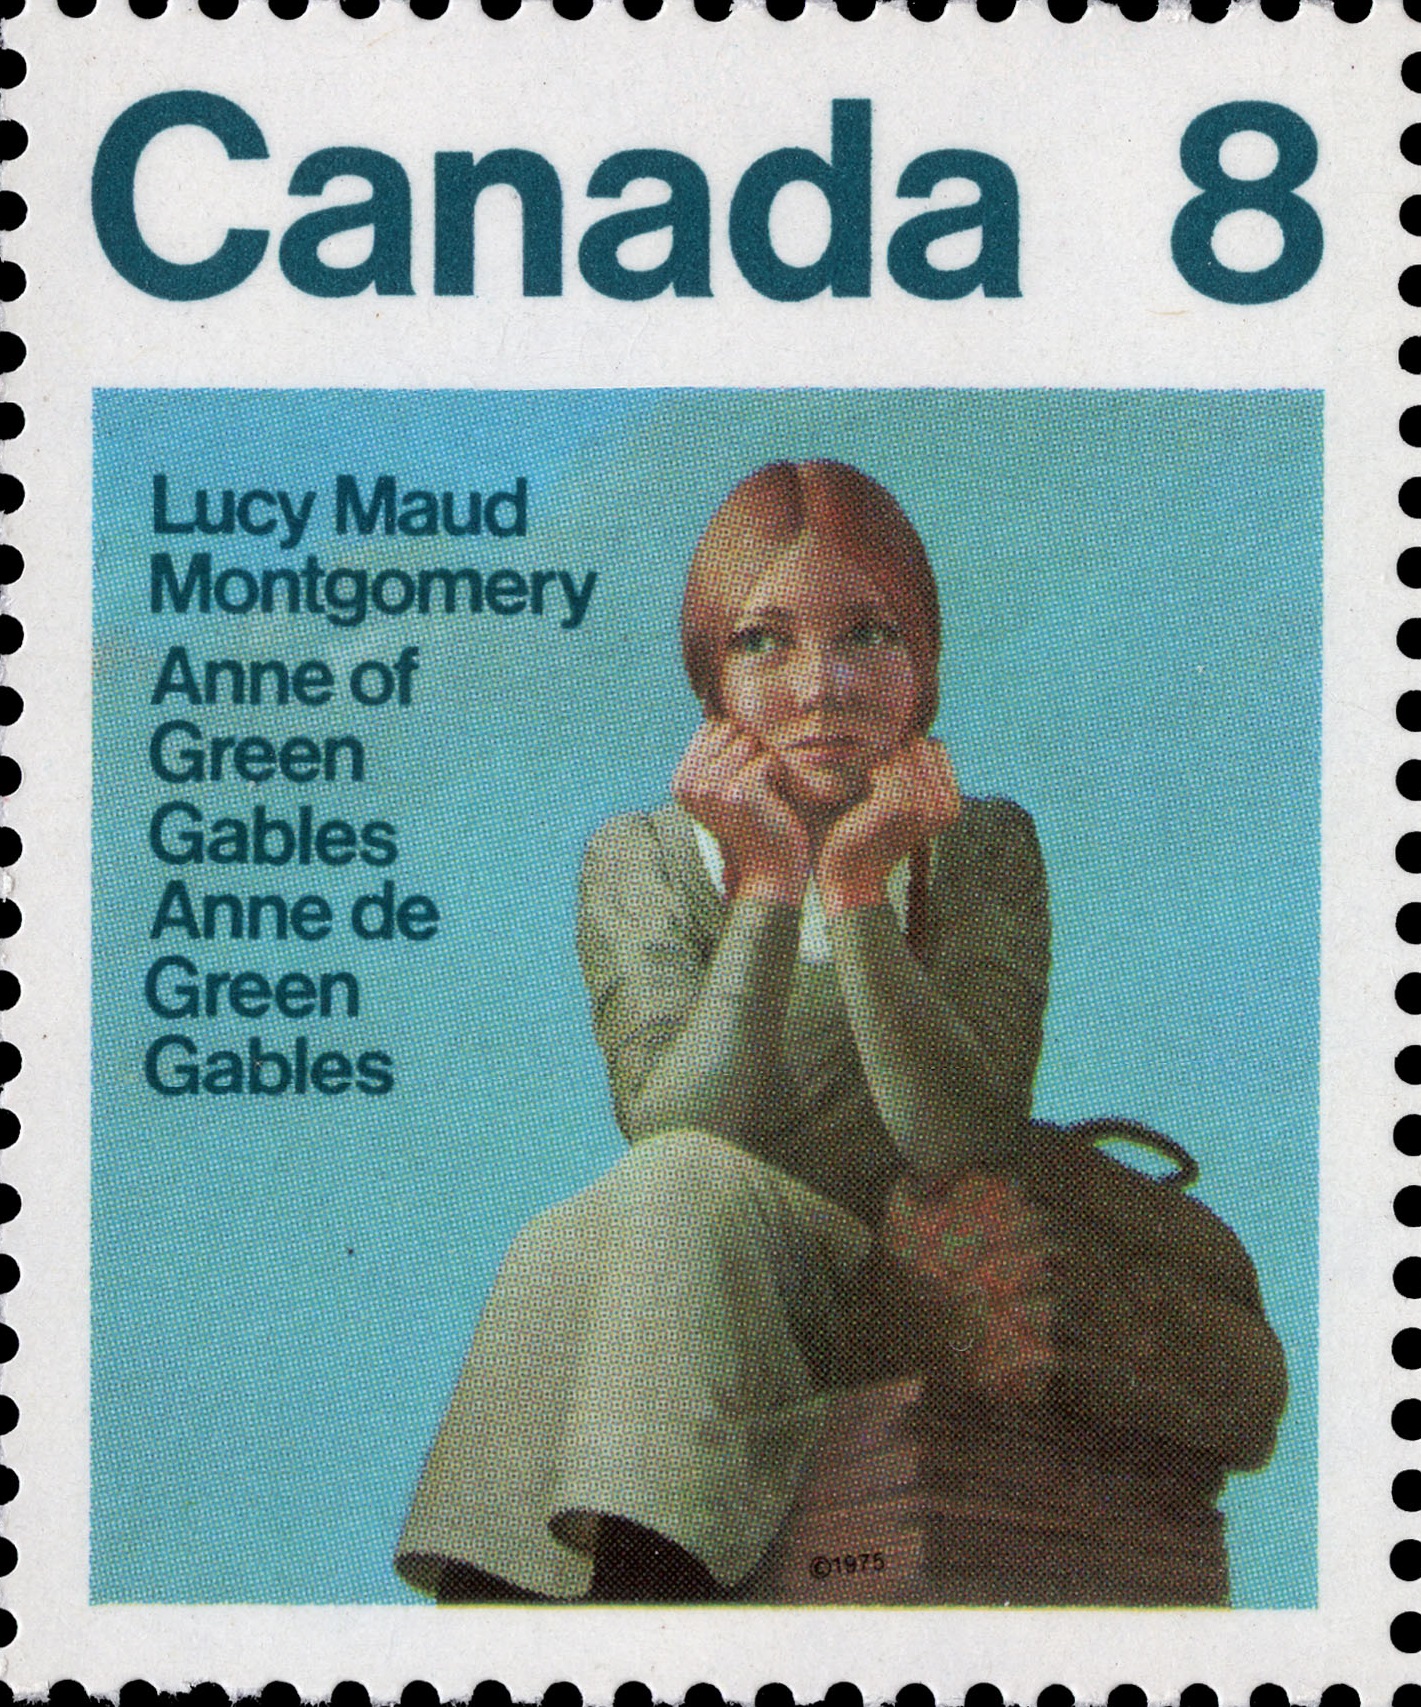 Canada 8
Lucy Maud
Montgomery
Anne of
Green
Gables
Anne de
Green
Gables
©1975